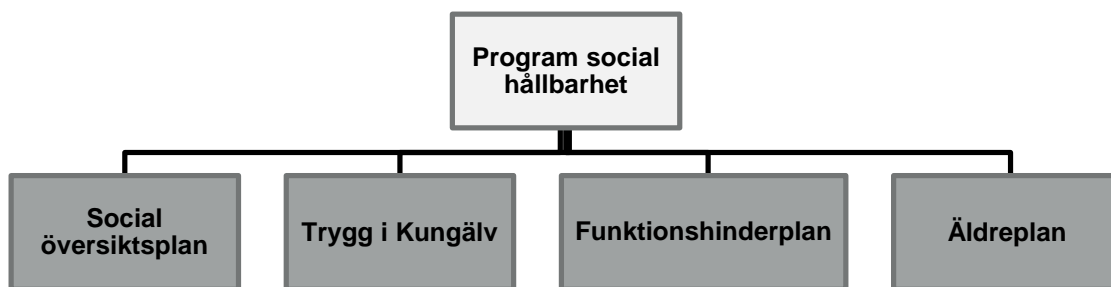 Program social
hållbarhet
Social
översiktsplan
Trygg i Kungälv
Funktionshinderplan
Äldreplan